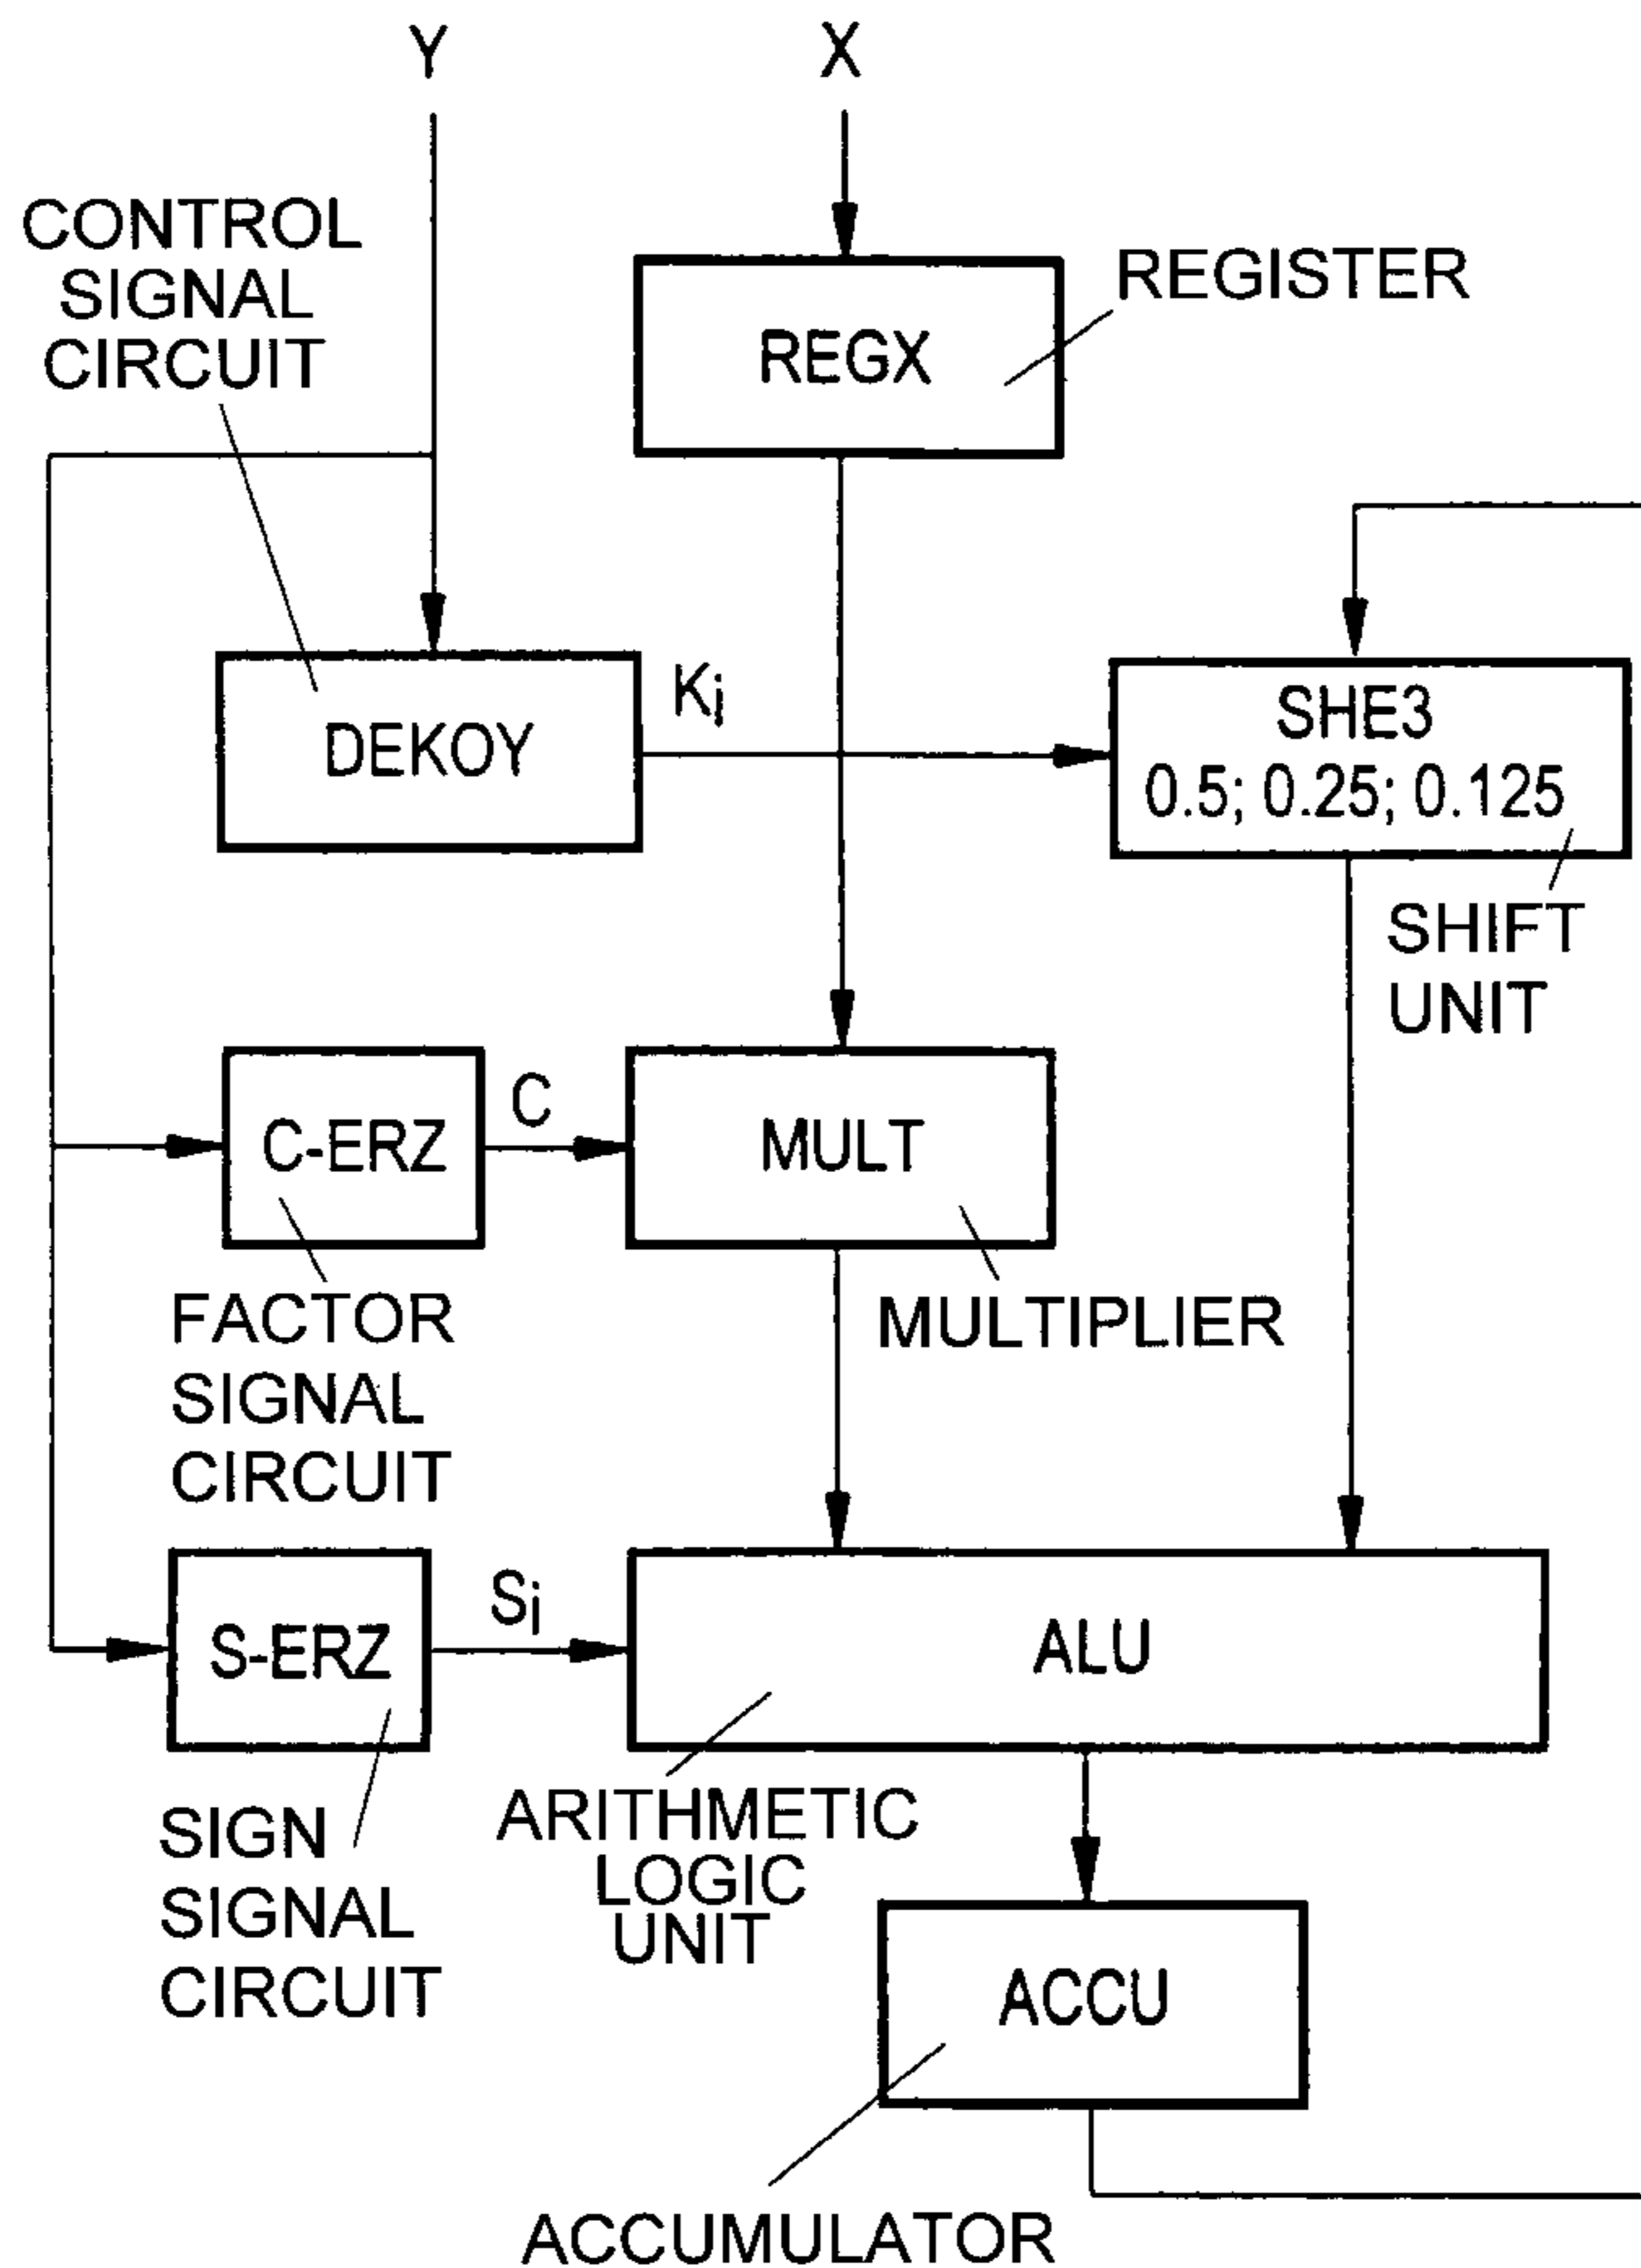 Y
X
CONTROL
SIGNAL
CIRCUIT
REGISTER
REGX
DEKOY
Ki
SHE3
0.5; 0.25; 0.125
SHIFT
UNIT
C-ERZ
C
MULT
FACTOR
SIGNAL
CIRCUIT
MULTIPLIER
S-ERZ
Si
ALU
SIGN
SIGNAL
CIRCUIT
ARITHMETIC
LOGIC
UNIT
ACCU
ACCUMULATOR